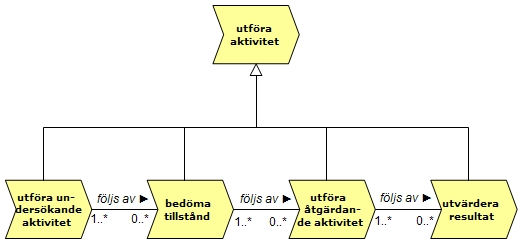 utföra
aktivitet
följs av ►
följs av ►
följs av ►
utföra un-
dersökande
aktivitet
bedöma
tillstånd
utföra
åtgärdan-
de aktivitet
utvärdera
resultat
1..* 0..*
1..* 0..*
1..* 0..*